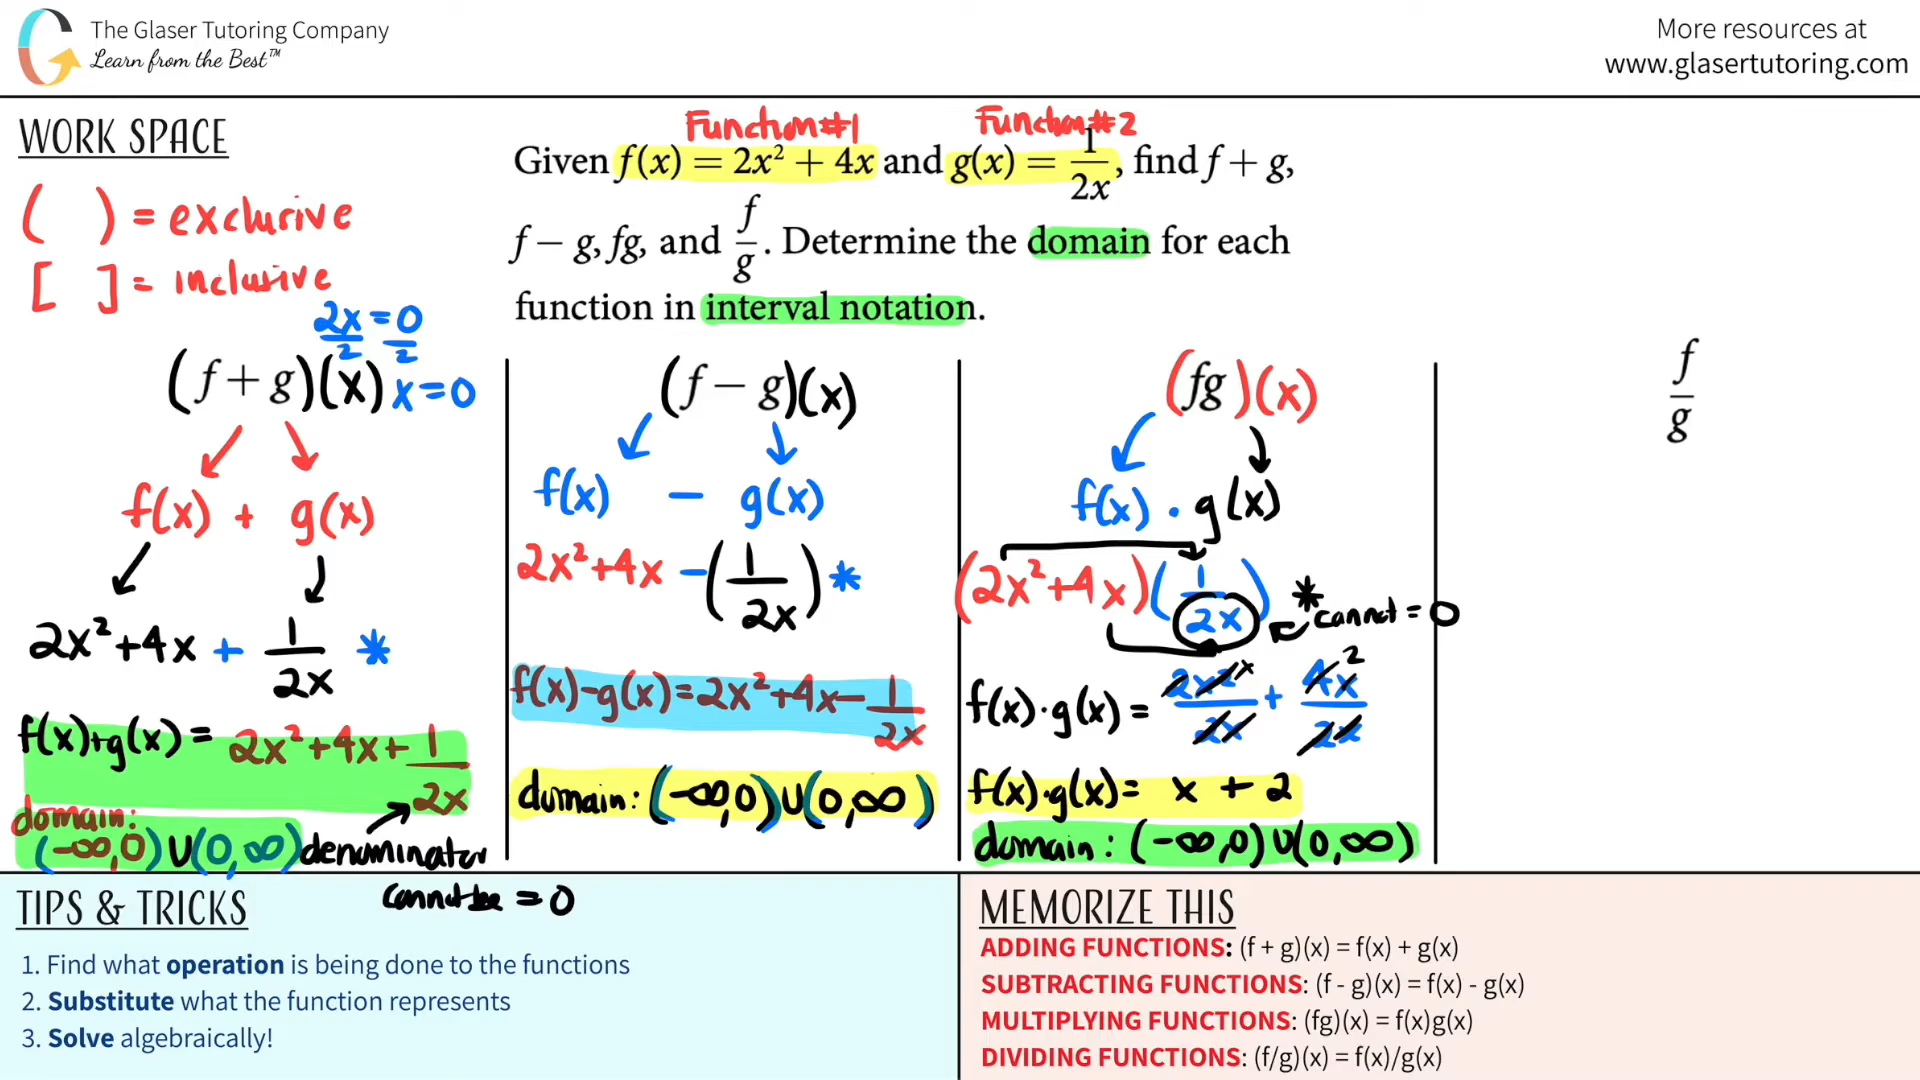 The Glaser Tutoring Company
Learn from the Best™
More resources at
www.glasertutoring.com
WORK SPACE
( ) = exclusive
[ ] = inclusive
Function #1
Function #2
Given f(x) = 2x² + 4x and g(x) = 1/2x, find f + g,
f − g, fg, and f/g. Determine the domain for each
function in interval notation.
2x = 0
2 2
x = 0
(f + g)(x)
f(x) + g(x)
2x² + 4x + 1/2x *
f(x)+g(x) = 2x² + 4x + 1/2x
domain:
(-∞,0) U (0,∞)
denominator
cannot be = 0
(f − g)(x)
f(x) − g(x)
2x² + 4x − (1/2x) *
f(x)-g(x) = 2x² + 4x − 1/2x
domain: (-∞,0) U (0,∞)
(fg)(x)
f(x) · g(x)
(2x² + 4x)(1/2x)
* cannot = 0
f(x)·g(x) = 2x²/2x + 4x/2x
x 2
f(x)·g(x) = x + 2
domain: (-∞,0) U (0,∞)
f/g
TIPS & TRICKS
1. Find what operation is being done to the functions
2. Substitute what the function represents
3. Solve algebraically!
MEMORIZE THIS
ADDING FUNCTIONS: (f + g)(x) = f(x) + g(x)
SUBTRACTING FUNCTIONS: (f - g)(x) = f(x) - g(x)
MULTIPLYING FUNCTIONS: (fg)(x) = f(x)g(x)
DIVIDING FUNCTIONS: (f/g)(x) = f(x)/g(x)